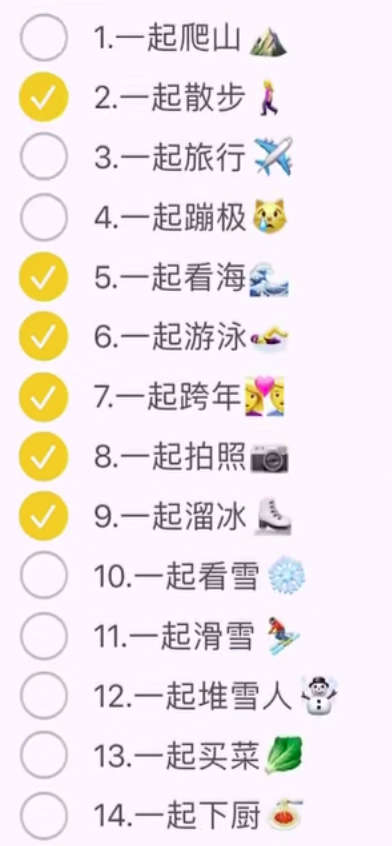 1.一起爬山
2.一起散步
3.一起旅行
4.一起蹦极
5.一起看海
6.一起游泳
7.一起跨年
8.一起拍照
9.一起溜冰
10.一起看雪
11.一起滑雪
12.一起堆雪人
13.一起买菜
14.一起下厨